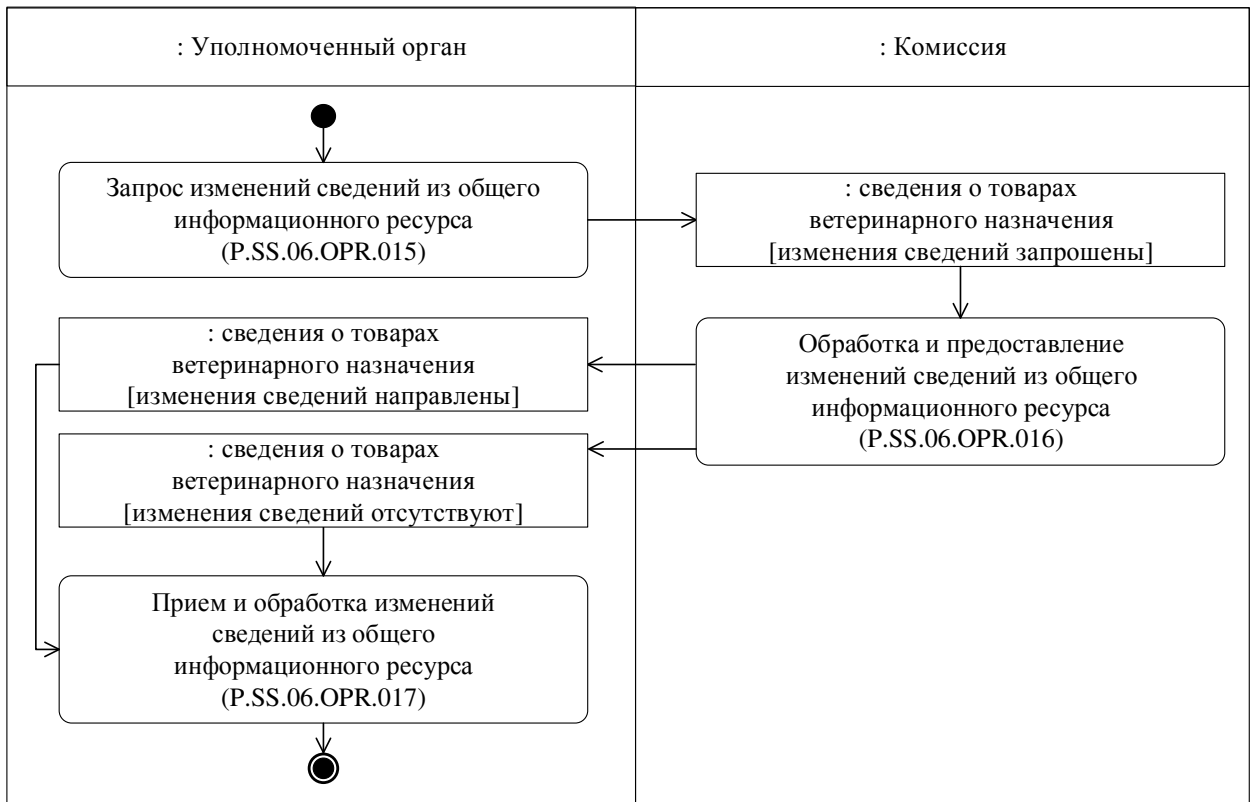 : Уполномоченный орган
: Комиссия
Запрос изменений сведений из общего
информационного ресурса
(P.SS.06.OPR.015)
: сведения о товарах
ветеринарного назначения
[изменения сведений запрошены]
: сведения о товарах
ветеринарного назначения
[изменения сведений направлены]
Обработка и предоставление
изменений сведений из общего
информационного ресурса
(P.SS.06.OPR.016)
: сведения о товарах
ветеринарного назначения
[изменения сведений отсутствуют]
Прием и обработка изменений
сведений из общего
информационного ресурса
(P.SS.06.OPR.017)